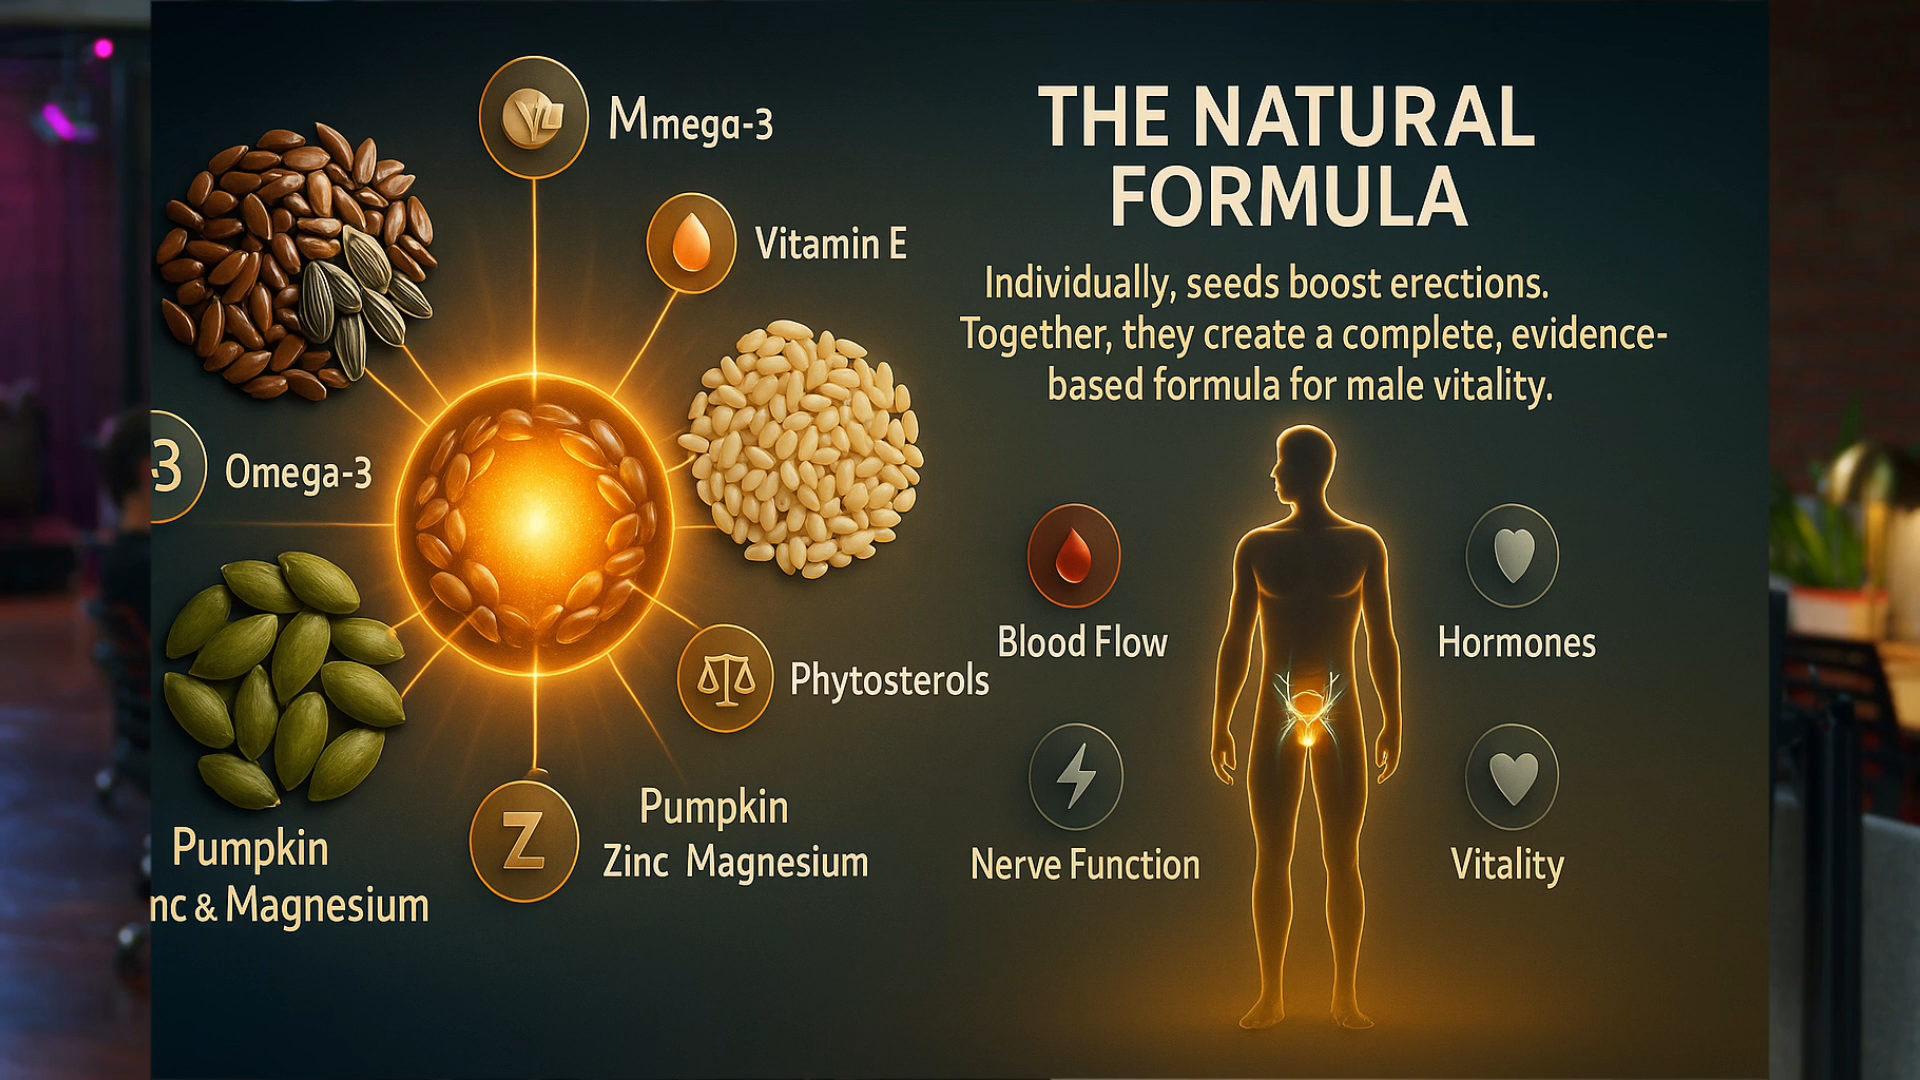 Mmega-3
Vitamin E
3
Omega-3
Phytosterols
Pumpkin
nc & Magnesium
Z
Pumpkin
Zinc Magnesium
THE NATURAL
FORMULA
Individually, seeds boost erections.
Together, they create a complete, evidence-
based formula for male vitality.
Blood Flow
Hormones
Nerve Function
Vitality